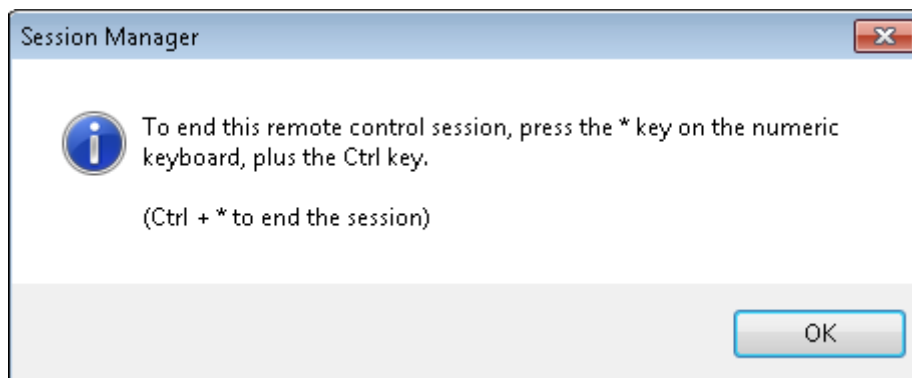 Session Manager
To end this remote control session, press the * key on the numeric
keyboard, plus the Ctrl key.
(Ctrl + * to end the session)
OK